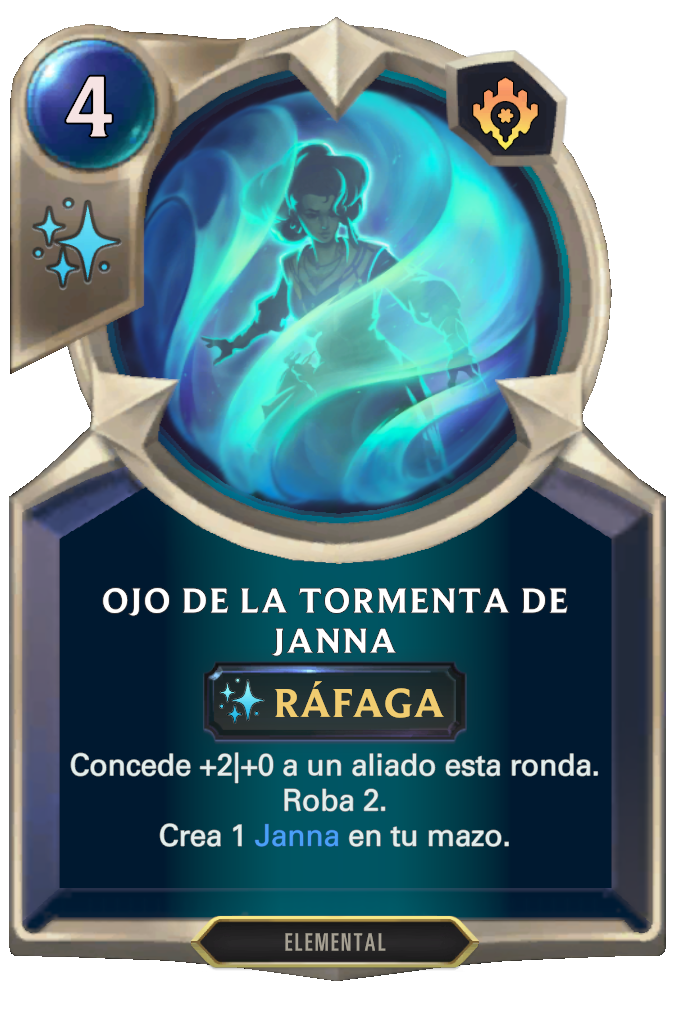 4
OJO DE LA TORMENTA DE
JANNA
RÁFAGA
Concede +2|+0 a un aliado esta ronda.
Roba 2.
Crea 1 Janna en tu mazo.
ELEMENTAL